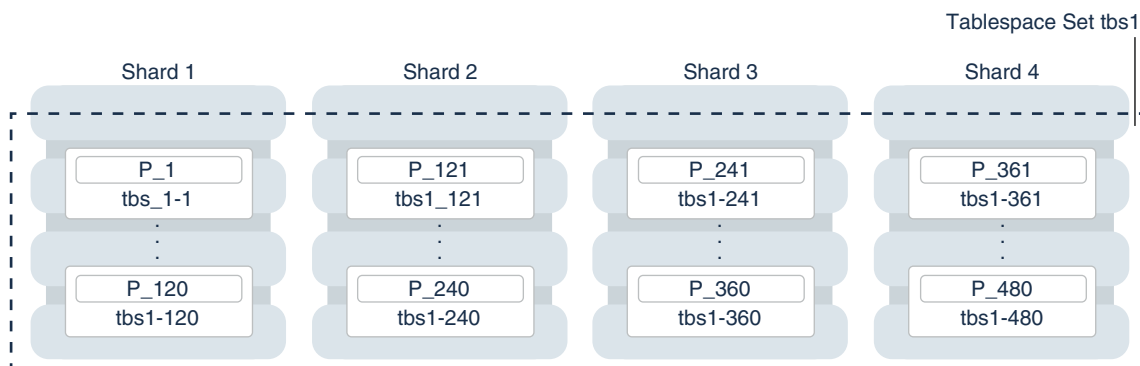 Tablespace Set tbs1
Shard 1 Shard 2 Shard 3 Shard 4
P_1 P_121 P_241 P_361
tbs_1-1 tbs1_121 tbs1-241 tbs1-361
P_120 P_240 P_360 P_480
tbs1-120 tbs1-240 tbs1-360 tbs1-480